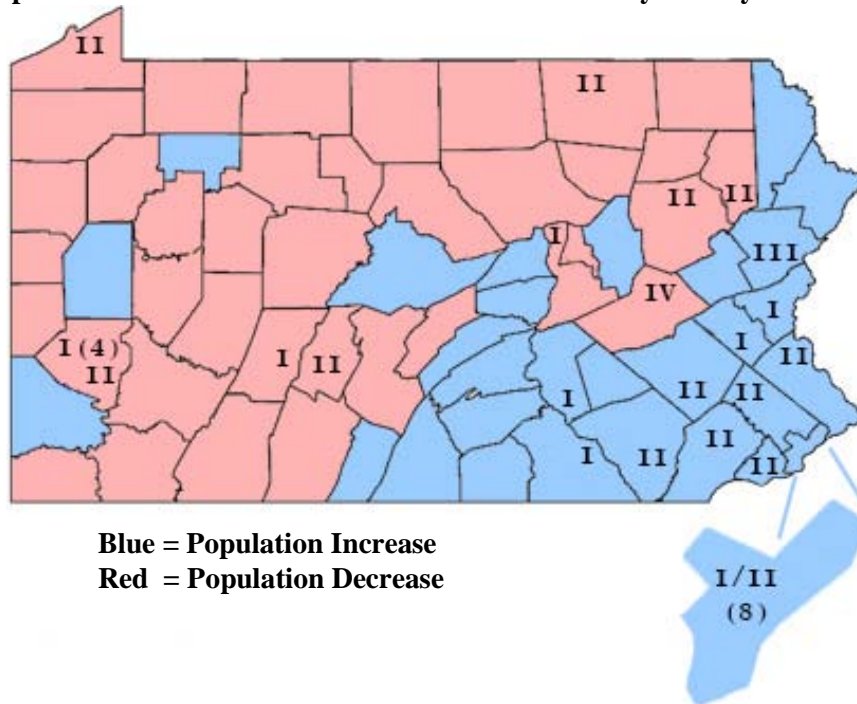 II
II
II
II
I
III
IV
I
I (4)
II
I
II
I
II
I
II
II
II
I
II
II
Blue = Population Increase
Red = Population Decrease
I/II
(8)